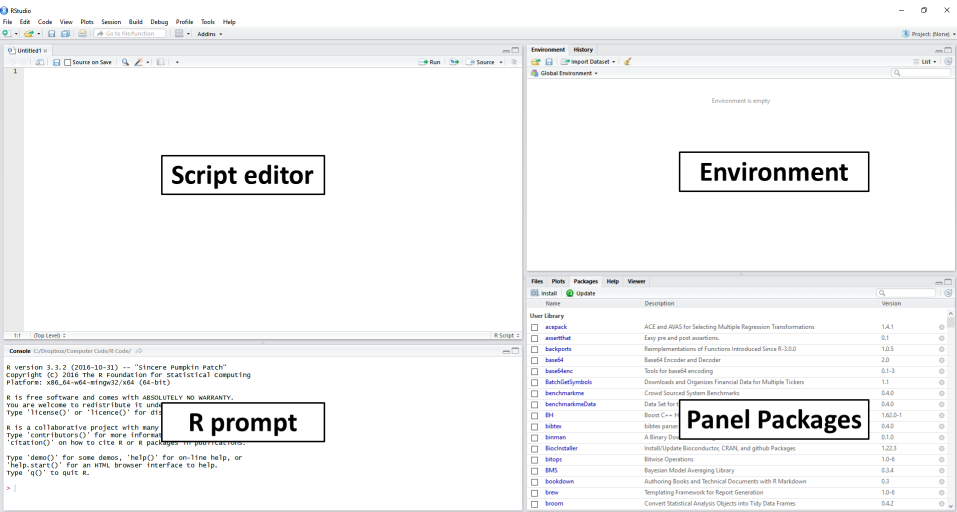 RStudio
File Edit Code View Plots Session Build Debug Profile Tools Help
Go to file/function Addins Project: (None)
Untitled1
Source on Save Run Source
1
Script editor
1:1 (Top Level) R Script
Console C:/Dropbox/Computer Code/R Code/
R version 3.3.2 (2016-10-31) -- "Sincere Pumpkin Patch"
Copyright (C) 2016 The R Foundation for Statistical Computing
Platform: x86_64-w64-mingw32/x64 (64-bit)
R is free software and comes with ABSOLUTELY NO WARRANTY.
You are welcome to redistribute it unde
Type 'license()' or 'licence()' for dis
R is a collaborative project with many
Type 'contributors()' for more informat
'citation()' on how to cite R or R packages in publications.
R prompt
Type 'demo()' for some demos, 'help()' for on-line help, or
'help.start()' for an HTML browser interface to help.
Type 'q()' to quit R.
>
Environment History
Import Dataset List
Global Environment
Environment is empty
Environment
Files Plots Packages Help Viewer
Install Update
Name Description Version
User Library
acepack ACE and AVAS for Selecting Multiple Regression Transformations 1.4.1
assertthat Easy pre and post assertions. 0.1
backports Reimplementations of Functions Introduced Since R-3.0.0 1.0.5
base64 Base64 Encoder and Decoder 2.0
base64enc Tools for base64 encoding 0.1-3
BatchGetSymbols Downloads and Organizes Financial Data for Multiple Tickers 1.1
benchmarkme Crowd Sourced System Benchmarks 0.4.0
benchmarkmeData Data Set for 0.4.0
BH Boost C++ H 1.62.0-1
bibtex bibtex parser 0.4.0
binman A Binary Dow 0.1.0
Panel Packages
BiocInstaller Install/Update Bioconductor, CRAN, and github Packages 1.22.3
bitops Bitwise Operations 1.0-6
BMS Bayesian Model Averaging Library 0.3.4
bookdown Authoring Books and Technical Documents with R Markdown 0.3
brew Templating Framework for Report Generation 1.0-6
broom Convert Statistical Analysis Objects into Tidy Data Frames 0.4.2